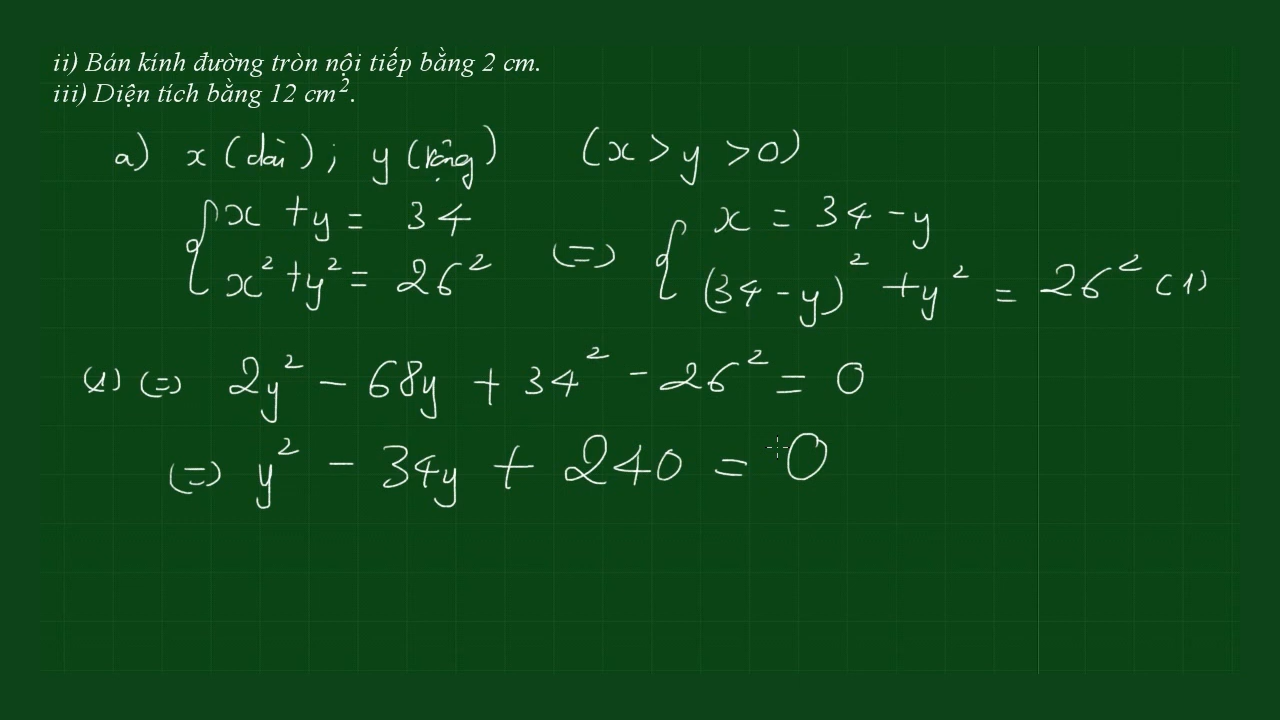 ii) Bán kính đường tròn nội tiếp bằng 2 cm.
iii) Diện tích bằng 12 cm².
a) x (dài) ; y (rộng) (x > y > 0)
{ x + y = 34 (=) { x = 34 - y
x² + y² = 26² (34 - y)² + y² = 26² (1)
(1) (=) 2y² - 68y + 34² - 26² = 0
(=) y² - 34y + 240 = 0